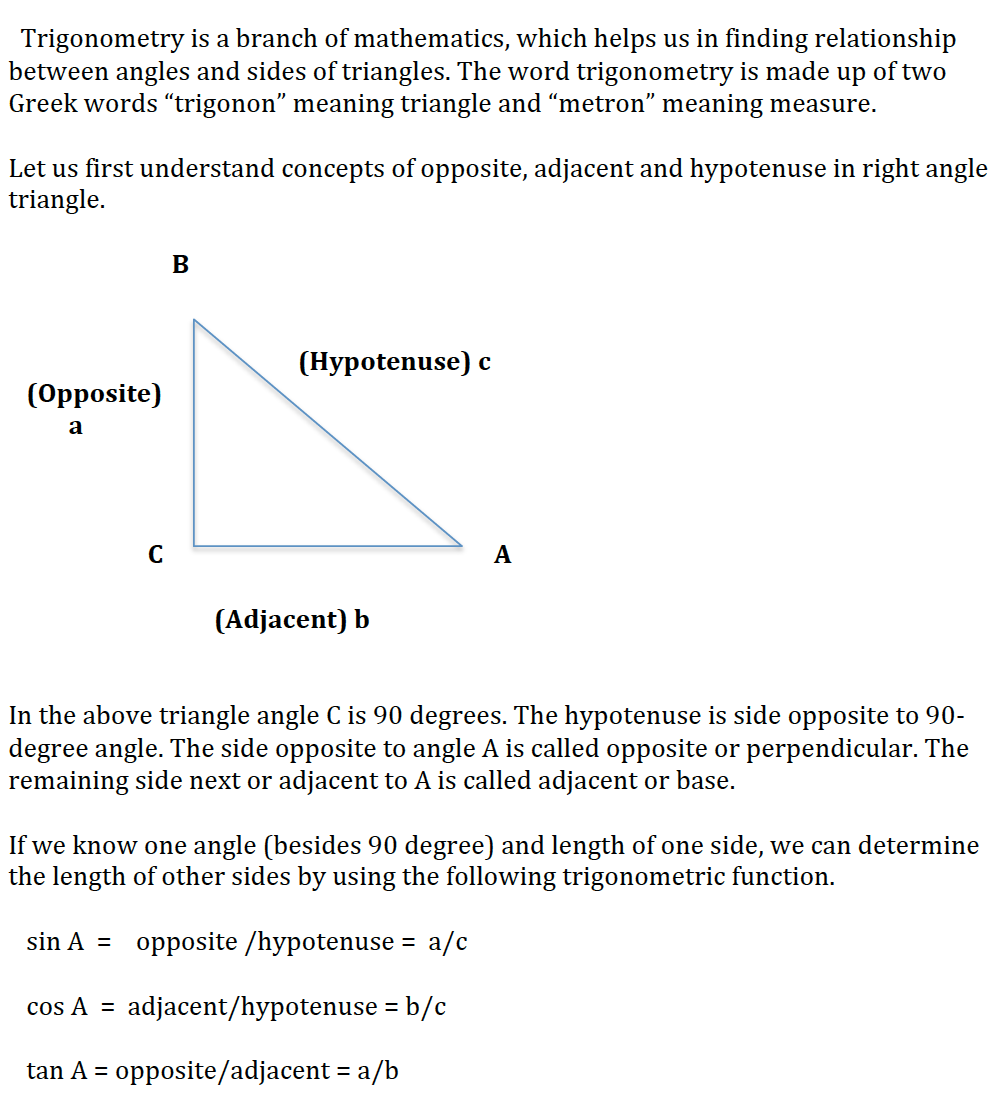 Trigonometry is a branch of mathematics, which helps us in finding relationship
between angles and sides of triangles. The word trigonometry is made up of two
Greek words “trigonon” meaning triangle and “metron” meaning measure.
Let us first understand concepts of opposite, adjacent and hypotenuse in right angle
triangle.
B
(Hypotenuse) c
(Opposite)
a
C
A
(Adjacent) b
In the above triangle angle C is 90 degrees. The hypotenuse is side opposite to 90-
degree angle. The side opposite to angle A is called opposite or perpendicular. The
remaining side next or adjacent to A is called adjacent or base.
If we know one angle (besides 90 degree) and length of one side, we can determine
the length of other sides by using the following trigonometric function.
sin A = opposite /hypotenuse = a/c
cos A = adjacent/hypotenuse = b/c
tan A = opposite/adjacent = a/b